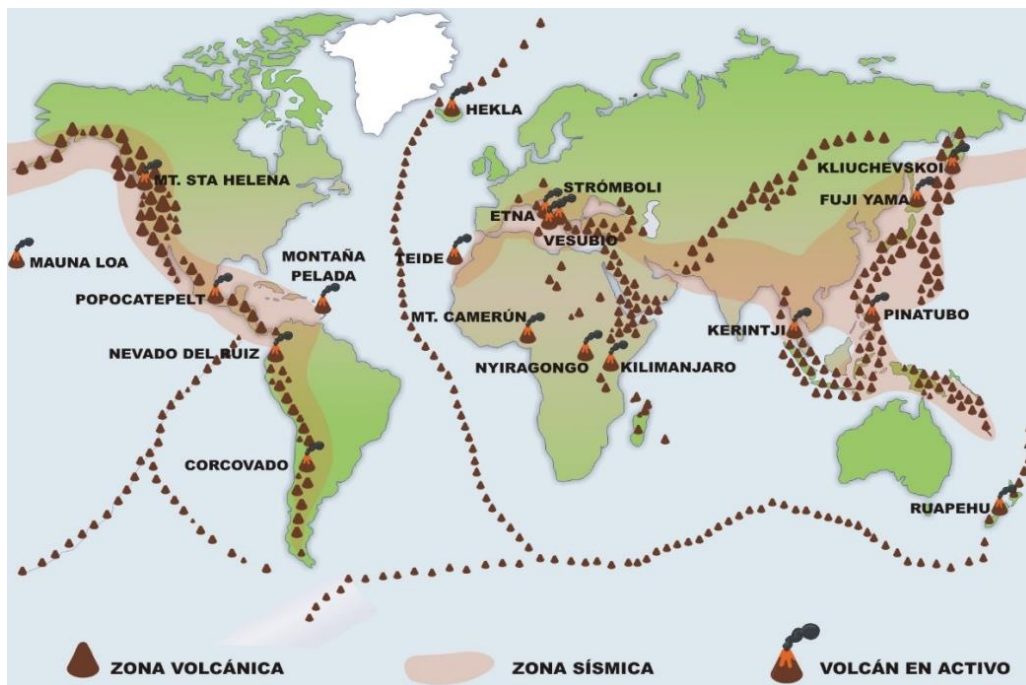 HEKLA
KLIUCHEVSKOI
MT. STA HELENA
STRÓMBOLI
FUJI YAMA
ETNA
VESUBIO
MONTAÑA
PELADA
TEIDE
MAUNA LOA
POPOCATEPELT
MT. CAMERÚN
PINATUBO
KERINTJI
NEVADO DEL RUIZ
NYIRAGONGO
KILIMANJARO
CORCOVADO
RUAPEHU
ZONA VOLCÁNICA
ZONA SÍSMICA
VOLCÁN EN ACTIVO